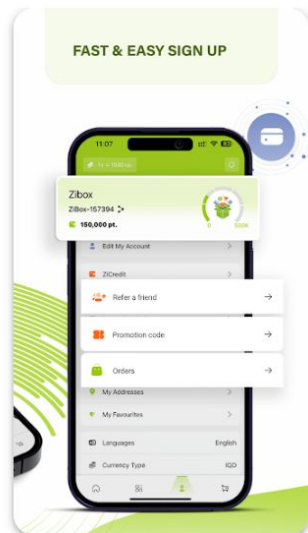 FAST & EASY SIGN UP
11:07
Zibox
ZiBox-157394
150,000 pt.
0
Edit My Account
ZiCredit
Refer a friend
Promotion code
Orders
My Addresses
My Favourites
Languages
English
Currency Type
IQD